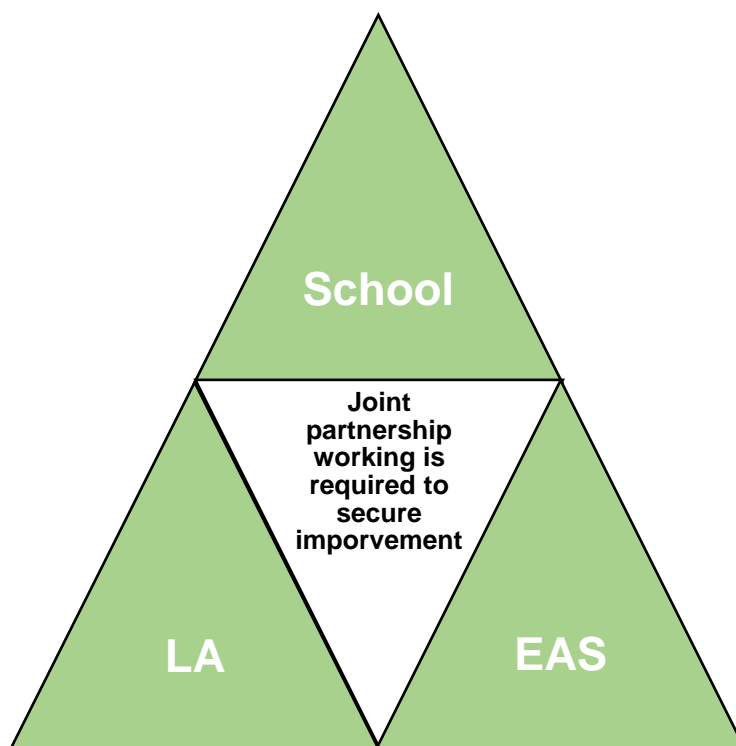 School
Joint
partnership
working is
required to
secure
imporvement
LA
EAS